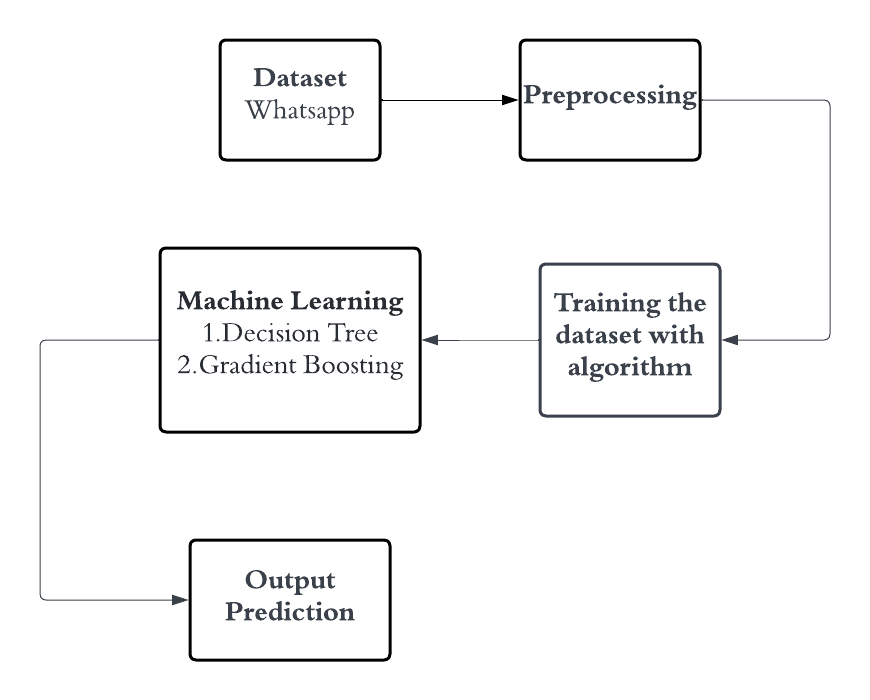 Dataset
Whatsapp
Preprocessing
Training the
dataset with
algorithm
Machine Learning
1.Decision Tree
2.Gradient Boosting
Output
Prediction